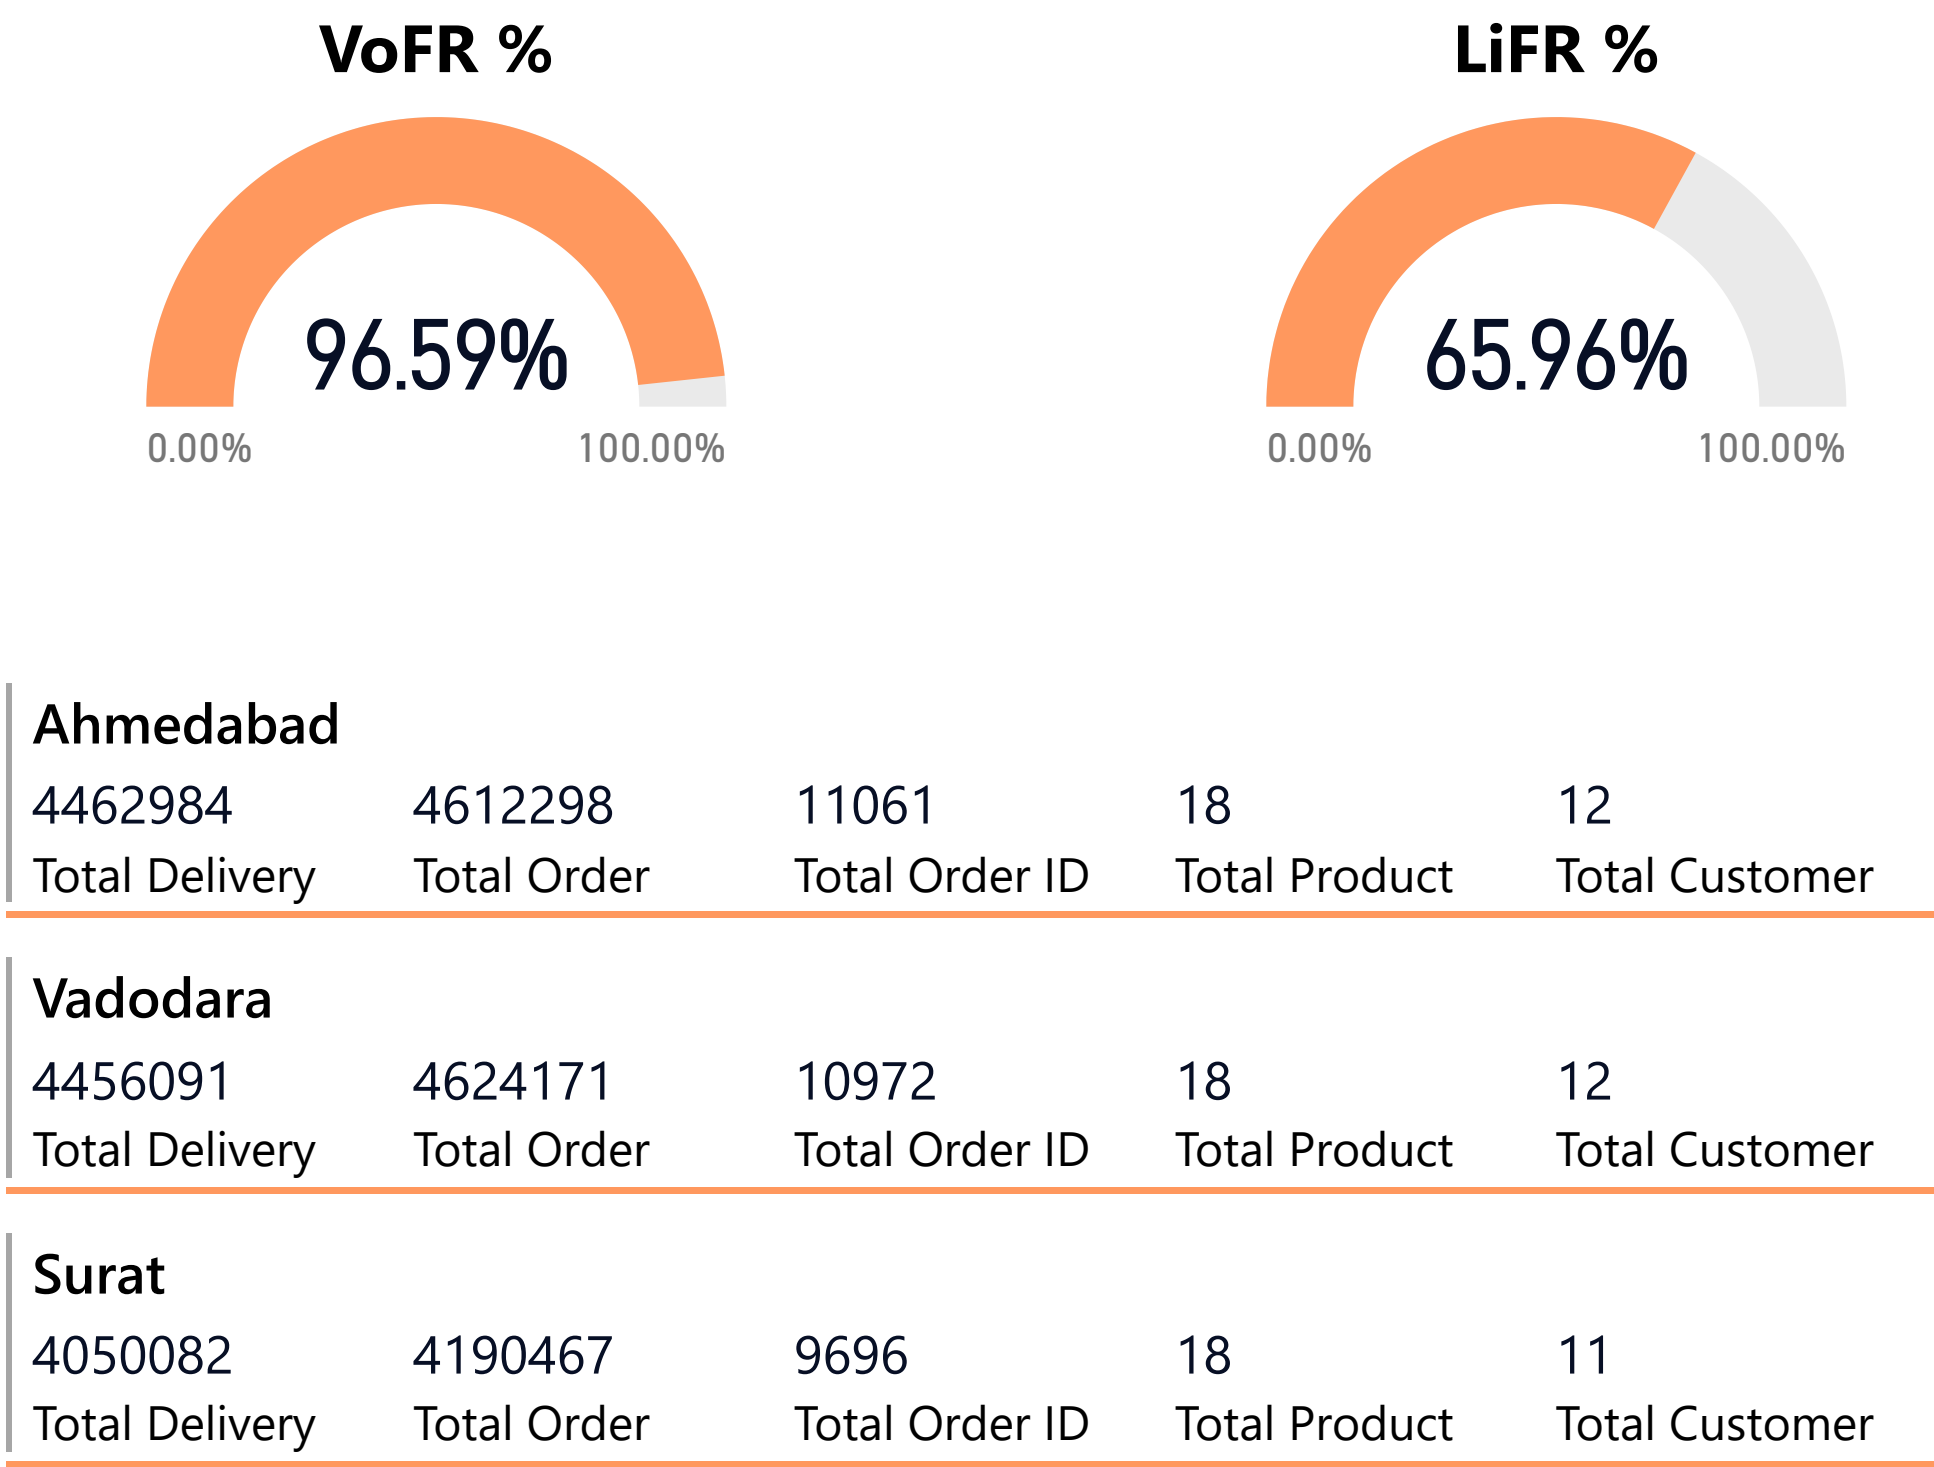 VoFR %
96.59%
0.00% 100.00%
LiFR %
65.96%
0.00% 100.00%
Ahmedabad
4462984 4612298 11061 18 12
Total Delivery Total Order Total Order ID Total Product Total Customer
Vadodara
4456091 4624171 10972 18 12
Total Delivery Total Order Total Order ID Total Product Total Customer
Surat
4050082 4190467 9696 18 11
Total Delivery Total Order Total Order ID Total Product Total Customer